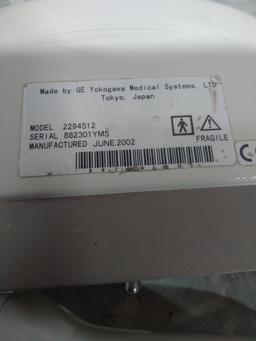 Made by GE Yokogawa Medical Systems, LTD
Tokyo, Japan
MODEL 2294512
SERIAL 882301YM5
MANUFACTURED JUNE.2002
FRAGILE